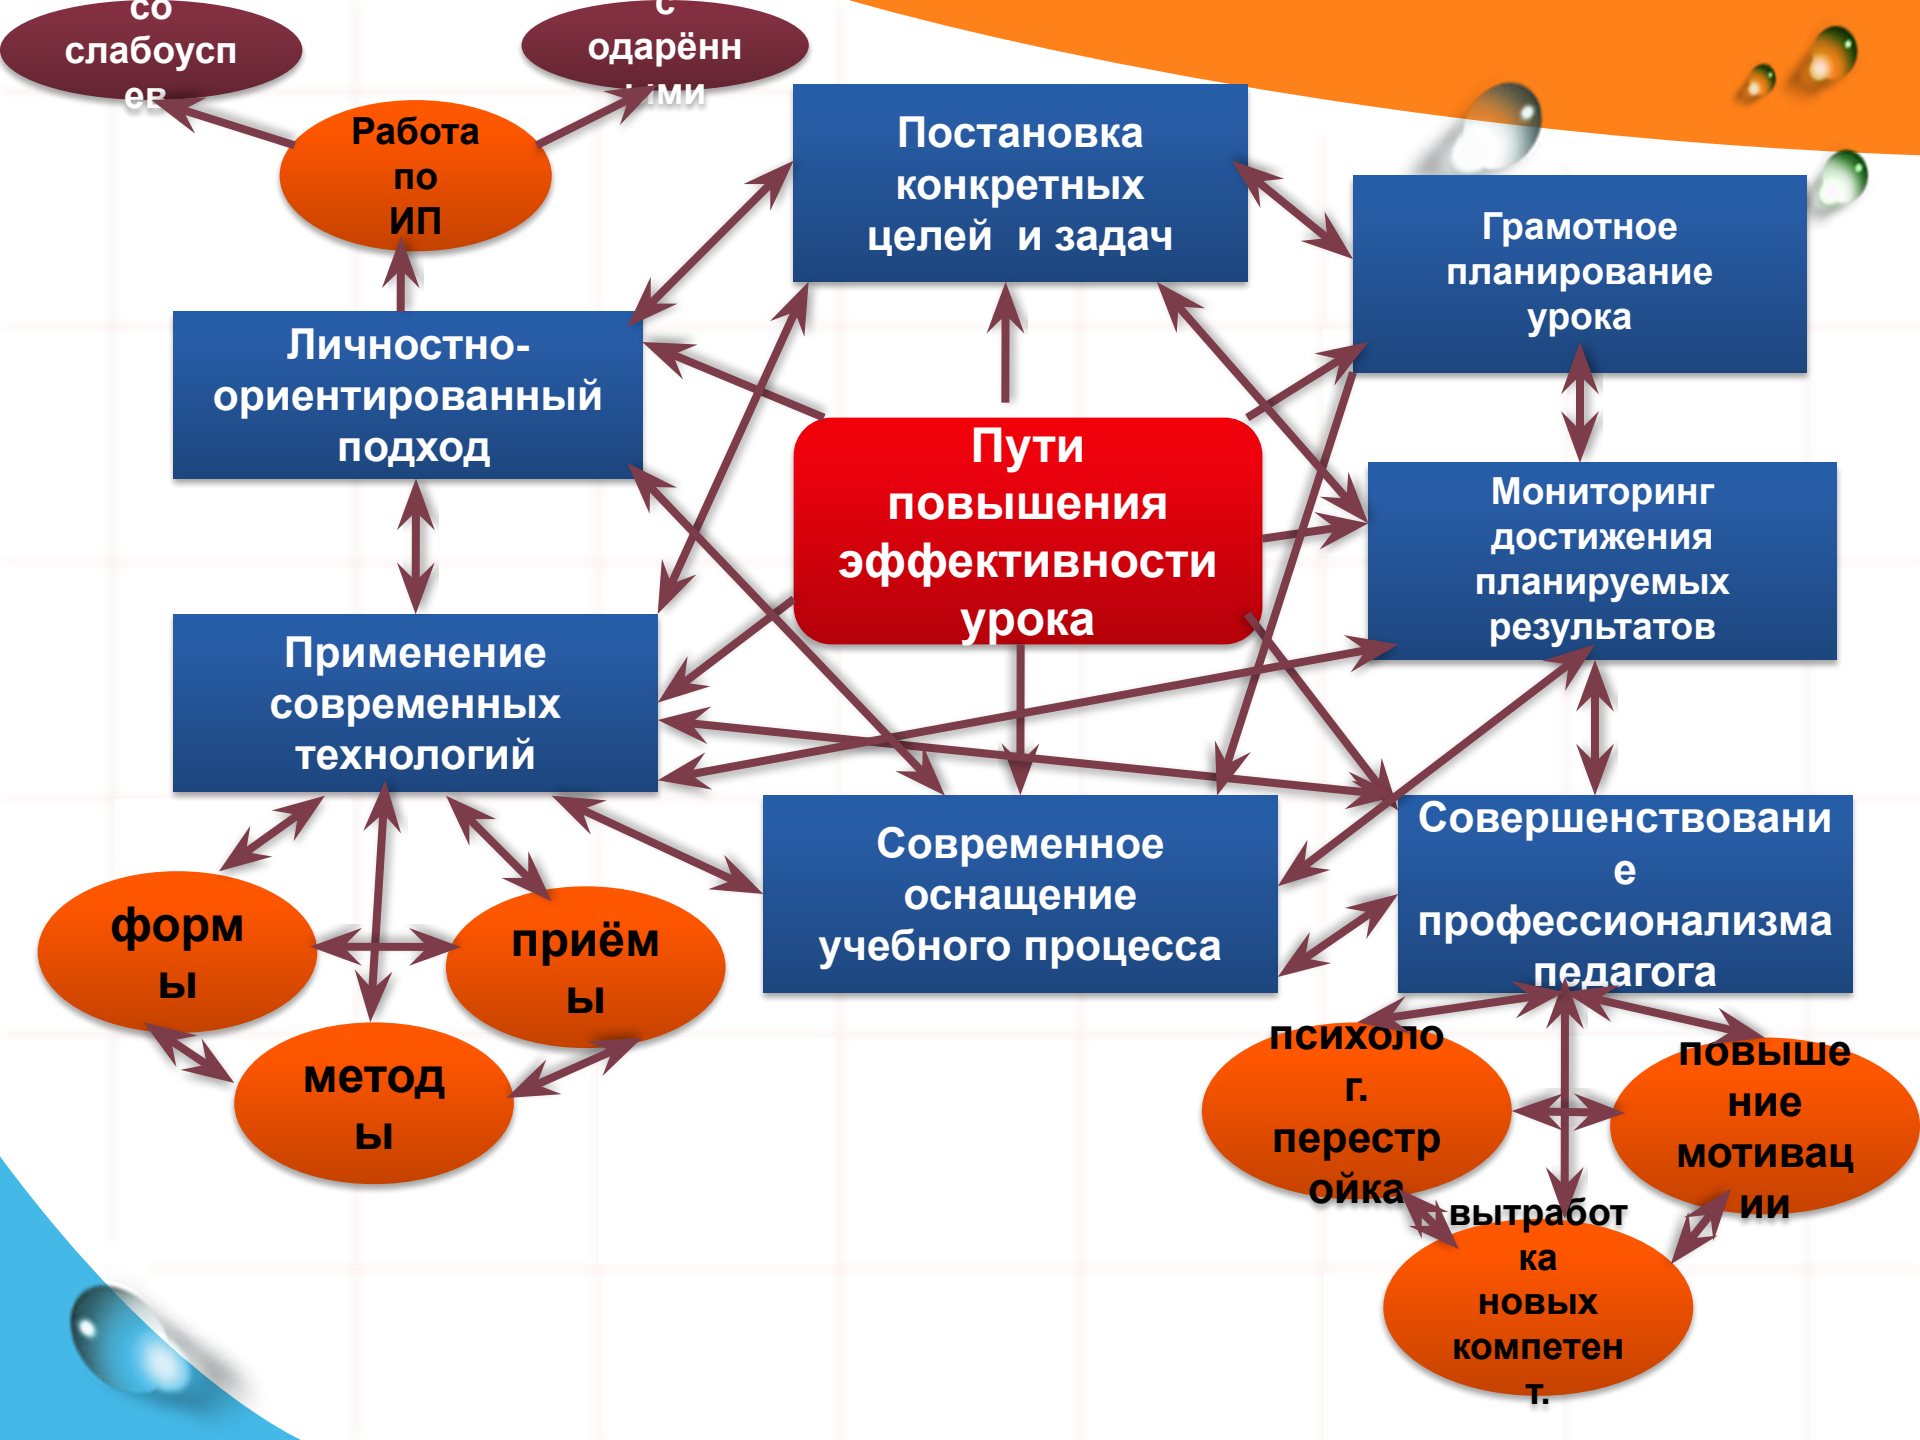 со
слабоусп
ев
с
одарённ
ыми
Работа
по
ИП
Постановка
конкретных
целей и задач
Грамотное
планирование
урока
Личностно-
ориентированный
подход
Пути
повышения
эффективности
урока
Мониторинг
достижения
планируемых
результатов
Применение
современных
технологий
Современное
оснащение
учебного процесса
Совершенствовани
е
профессионализма
педагога
форм
ы
приём
ы
метод
ы
психоло
г.
перестр
ойка
повыше
ние
мотивац
ии
вытработ
ка
новых
компетен
т.